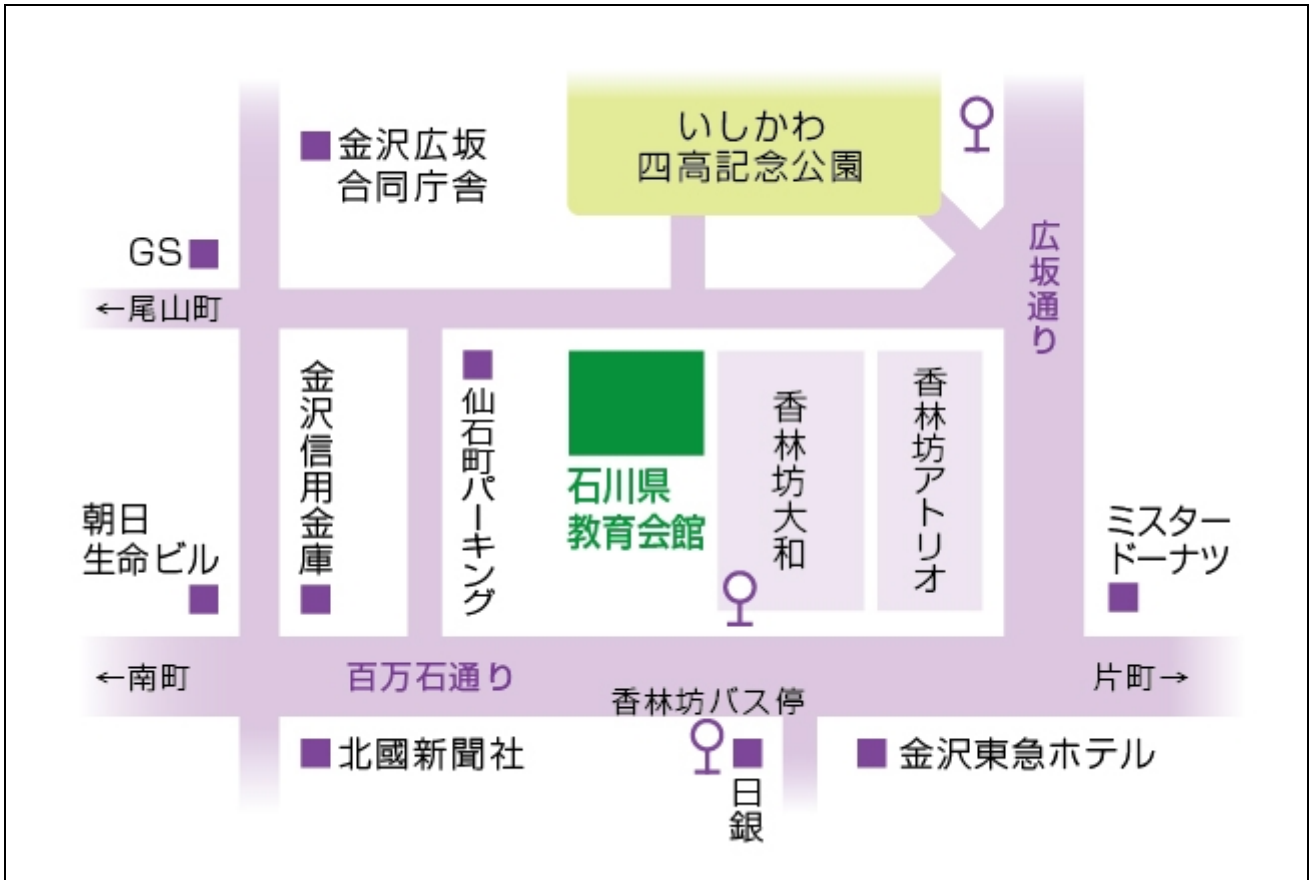 いしかわ
四高記念公園
金沢広坂
合同庁舎
GS
←尾山町
広坂通り
金沢信用金庫
仙石町パーキング
石川県
教育会館
香林坊大和
香林坊アトリオ
朝日
生命ビル
ミスター
ドーナツ
←南町
百万石通り
香林坊バス停
片町→
北國新聞社
日銀
金沢東急ホテル